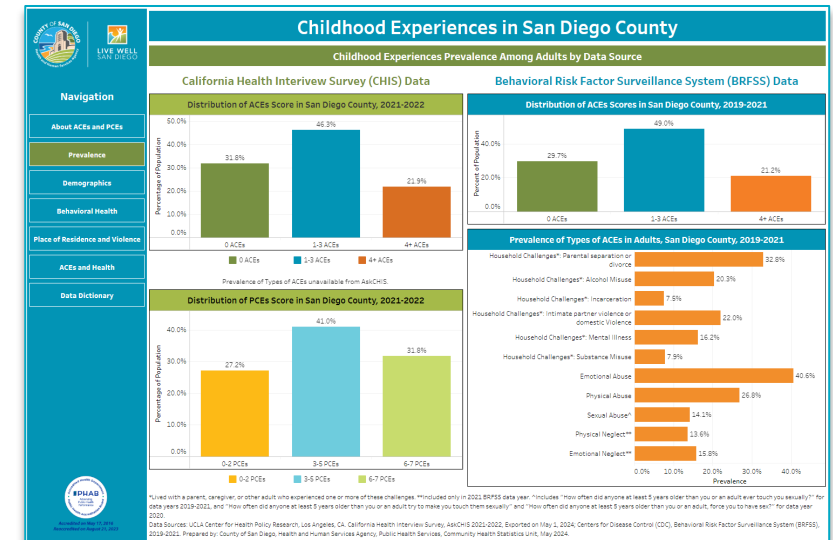 COUNTY OF SAN DIEGO
LIVE WELL
SAN DIEGO
Childhood Experiences in San Diego County
Childhood Experiences Prevalence Among Adults by Data Source
Navigation
About ACEs and PCEs
Prevalence
Demographics
Behavioral Health
Place of Residence and Violence
ACEs and Health
Data Dictionary
PHAB
California Health Interivew Survey (CHIS) Data
Distribution of ACEs Score in San Diego County, 2021-2022
Percentage of Population
50.0%
40.0%
30.0%
20.0%
10.0%
0.0%
31.8%
46.3%
21.9%
0 ACEs
1-3 ACEs
4+ ACEs
0 ACEs
1-3 ACEs
4+ ACEs
Prevalence of Types of ACEs unavailable from AskCHIS.
Distribution of PCEs Score in San Diego County, 2021-2022
Percentage of Population
40.0%
30.0%
20.0%
10.0%
0.0%
27.2%
41.0%
31.8%
0-2 PCEs
3-5 PCEs
6-7 PCEs
0-2 PCEs
3-5 PCEs
6-7 PCEs
Behavioral Risk Factor Surveillance System (BRFSS) Data
Distribution of ACEs Scores in San Diego County, 2019-2021
Percent of Population
40.0%
20.0%
0.0%
29.7%
49.0%
21.2%
0 ACEs
1-3 ACEs
4+ ACEs
Prevalence of Types of ACEs in Adults, San Diego County, 2019-2021
Household Challenges*: Parental separation or
divorce
32.8%
Household Challenges*: Alcohol Misuse
20.3%
Household Challenges*: Incarceration
7.5%
Household Challenges*: Intimate partner violence or
domestic Violence
22.0%
Household Challenges*: Mental Illness
16.2%
Household Challenges*: Substance Misuse
7.9%
Emotional Abuse
40.6%
Physical Abuse
26.8%
Sexual Abuse^
14.1%
Physical Neglect**
13.6%
Emotional Neglect**
15.8%
0.0%
10.0%
20.0%
30.0%
40.0%
Prevalence
*Lived with a parent, caregiver, or other adult who experienced one or more of these challenges. **Included only in 2021 BRFSS data year. ^Includes "How often did anyone at least 5 years older than you or an adult ever touch you sexually?" for
data years 2019-2021, and "How often did anyone at least 5 years older than you or an adult try to make you touch them sexually" and "How often did anyone at least 5 years older than you or an adult, force you to have sex?" for data year
2020.
Data Sources: UCLA Center for Health Policy Research, Los Angeles, CA. California Health Interview Survey, AskCHIS 2021-2022, Exported on May 1, 2024; Centers for Disease Control (CDC), Behavioral Risk Factor Surveillance System (BRFSS),
2019-2021. Prepared by: County of San Diego, Health and Human Services Agency, Public Health Services, Community Health Statistics Unit, May 2024.